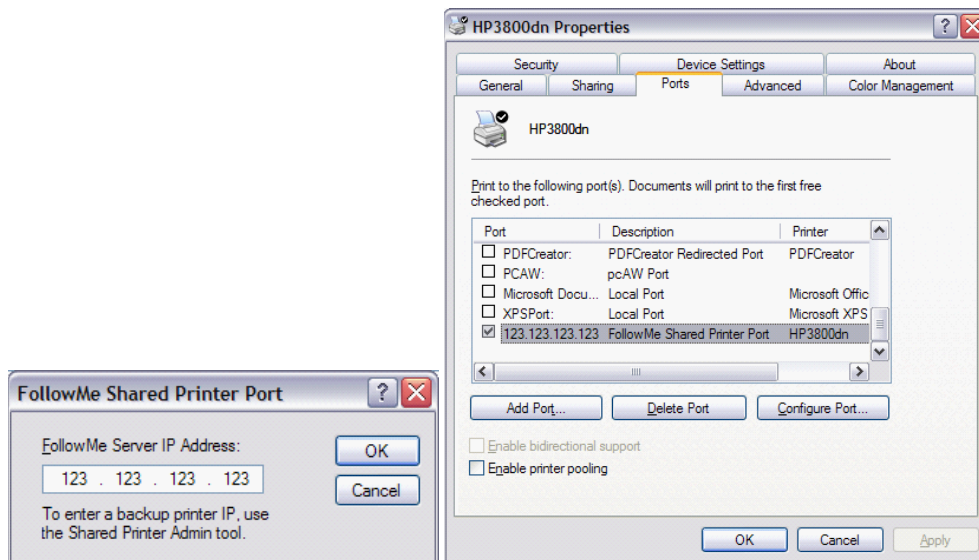 HP3800dn Properties
Security Device Settings About
General Sharing Ports Advanced Color Management
HP3800dn
Print to the following port(s). Documents will print to the first free
checked port.
Port Description Printer
PDFCreator: PDFCreator Redirected Port PDFCreator
PCAW: pcAW Port
Microsoft Docu... Local Port Microsoft Offic
XPSPort: Local Port Microsoft XPS
123.123.123.123 FollowMe Shared Printer Port HP3800dn
Add Port... Delete Port Configure Port...
Enable bidirectional support
Enable printer pooling
OK Cancel Apply
FollowMe Shared Printer Port
FollowMe Server IP Address:
OK
123 . 123 . 123 . 123
Cancel
To enter a backup printer IP, use
the Shared Printer Admin tool.